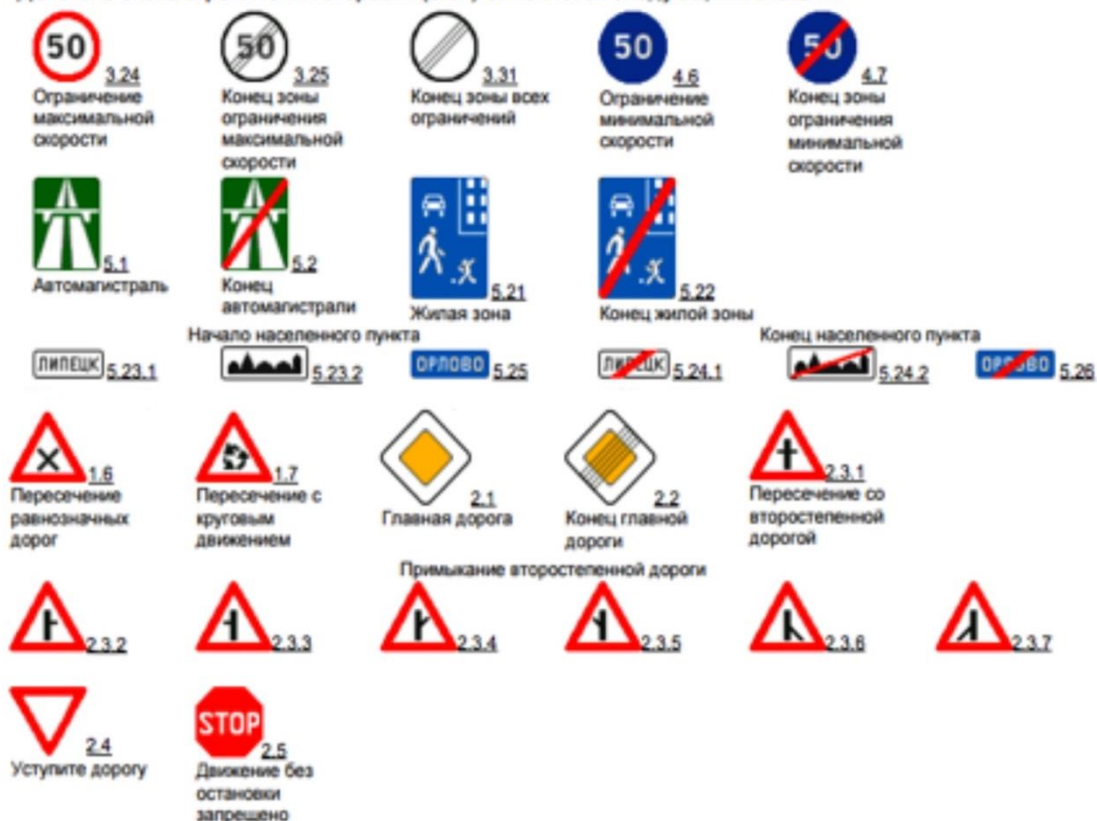 50 3.24 50 3.25 3.31 50 4.6 50 4.7
Ограничение максимальной скорости
Конец зоны ограничения максимальной скорости
Конец зоны всех ограничений
Ограничение минимальной скорости
Конец зоны ограничения минимальной скорости
5.1 5.2 5.21 5.22
Автомагистраль
Конец автомагистрали
Жилая зона
Конец жилой зоны
Начало населенного пункта
Конец населенного пункта
ЛИПЕЦК 5.23.1 5.23.2 ОРЛОВО 5.25 ЛИПЕЦК 5.24.1 5.24.2 ОРЛОВО 5.26
1.6 1.7 2.1 2.2 2.3.1
Пересечение равнозначных дорог
Пересечение с круговым движением
Главная дорога
Конец главной дороги
Пересечение со второстепенной дорогой
Примыкание второстепенной дороги
2.3.2 2.3.3 2.3.4 2.3.5 2.3.6 2.3.7
2.4
Уступите дорогу
STOP 2.5
Движение без остановки запрещено